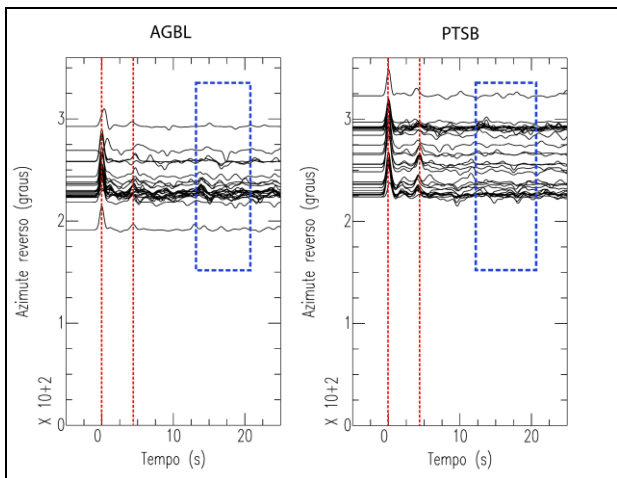 AGBL
PTSB
Azimute reverso (graus)
X 10+2
0
1
2
3
0
10
20
Tempo (s)
Azimute reverso (graus)
X 10+2
0
1
2
3
0
10
20
Tempo (s)